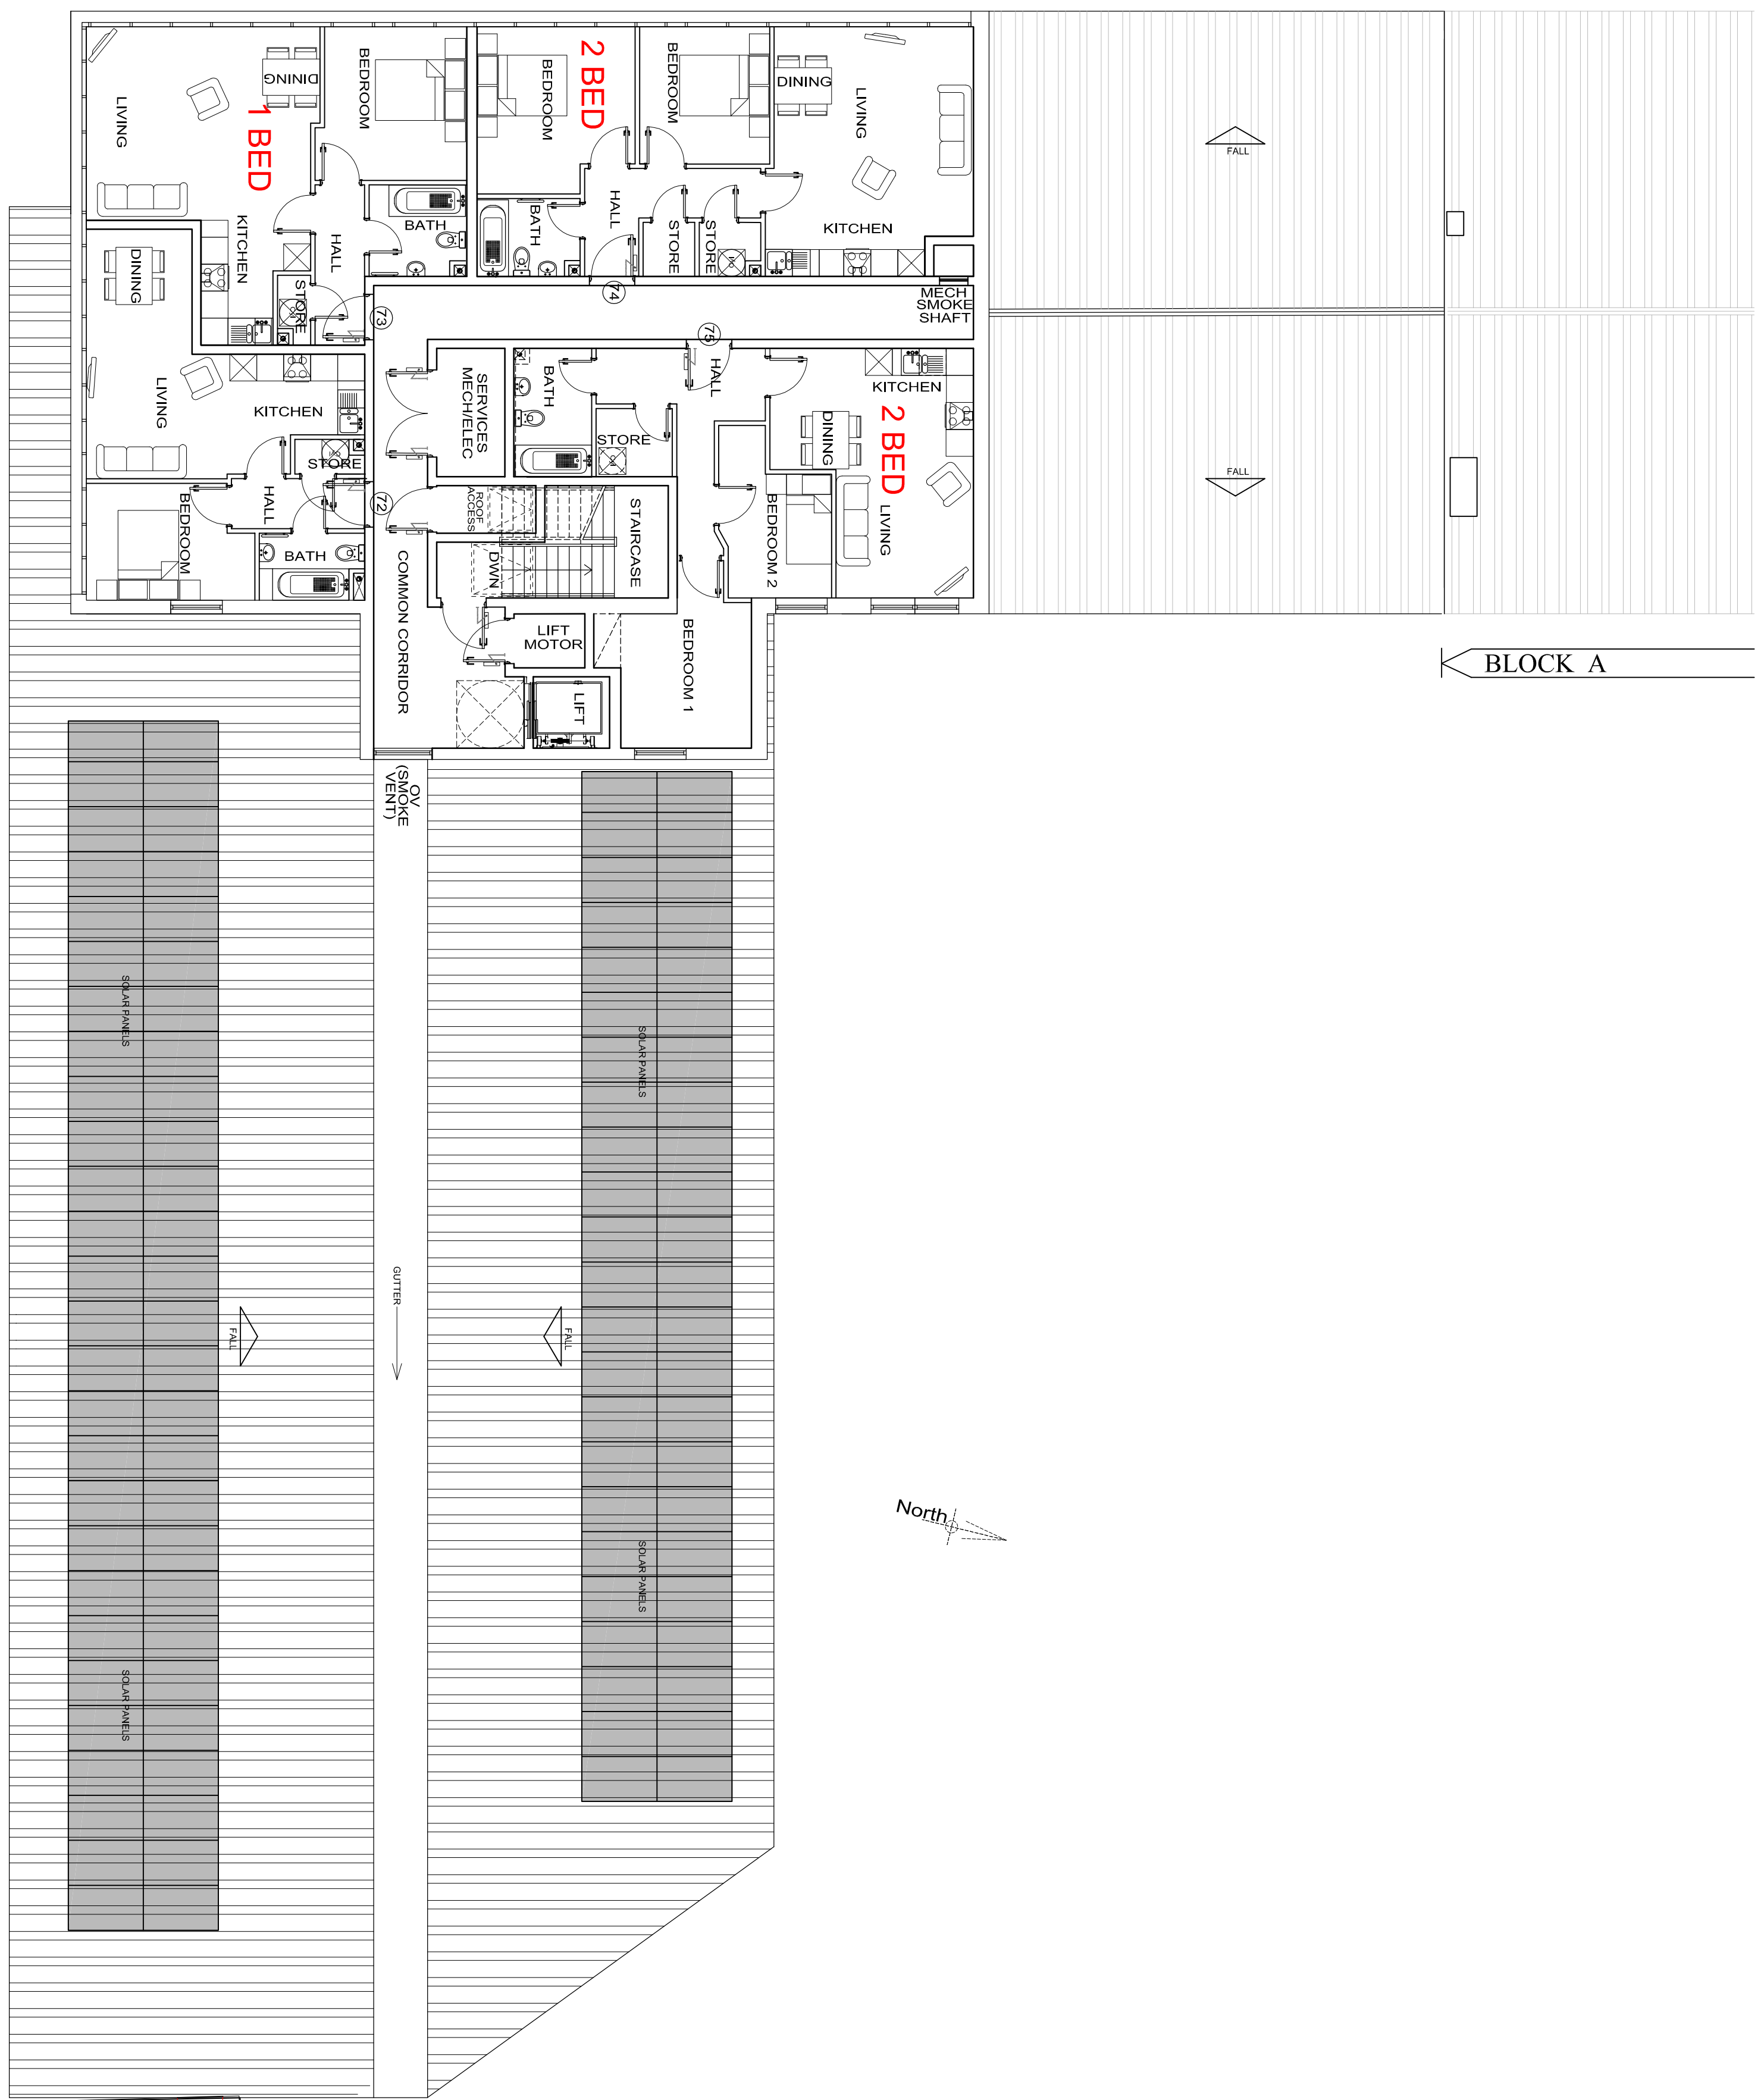 BEDROOM
2 BED
BEDROOM
BEDROOM
DINING
DINING
LIVING
LIVING
1 BED
FALL
KITCHEN
BATH
HALL
BATH
HALL
STORE
STORE
KITCHEN
DINING
STORE
73
74
MECH
SMOKE
SHAFT
75
LIVING
KITCHEN
SERVICES
MECH/ELEC
BATH
HALL
KITCHEN
2 BED
DINING
STORE
STORE
FALL
BEDROOM
HALL
72
ROOF
ACCESS
STAIRCASE
BEDROOM 2
LIVING
BATH
COMMON CORRIDOR
DWN
LIFT
MOTOR
BEDROOM 1
LIFT
BLOCK A
OV
(SMOKE
VENT)
SOLAR PANELS
SOLAR PANELS
GUTTER
FALL
FALL
North
SOLAR PANELS
SOLAR PANELS